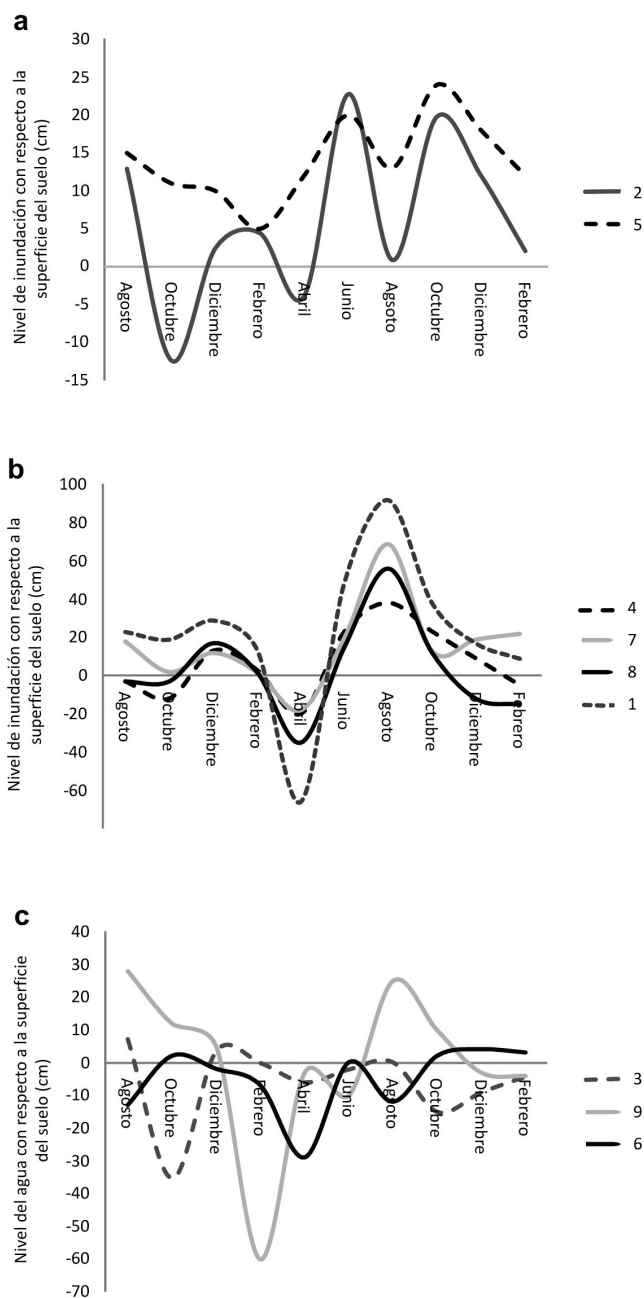 a
Nivel de inundación con respecto a la
superficie del suelo (cm)
30
25
20
15
10
5
0
-5
-10
-15
Agosto
Octubre
Diciembre
Febrero
Abril
Junio
Agsoto
Octubre
Diciembre
Febrero
2
5
b
Nivel de inundación con respecto a la
superficie del suelo (cm)
100
80
60
40
20
0
-20
-40
-60
Agosto
Octubre
Diciembre
Febrero
Abril
Junio
Agsoto
Octubre
Diciembre
Febrero
4
7
8
1
c
Nivel del agua con respecto a la superficie
del suelo (cm)
40
30
20
10
0
-10
-20
-30
-40
-50
-60
-70
Agosto
Octubre
Diciembre
Febrero
Abril
Junio
Agsoto
Octubre
Diciembre
Febrero
3
9
6